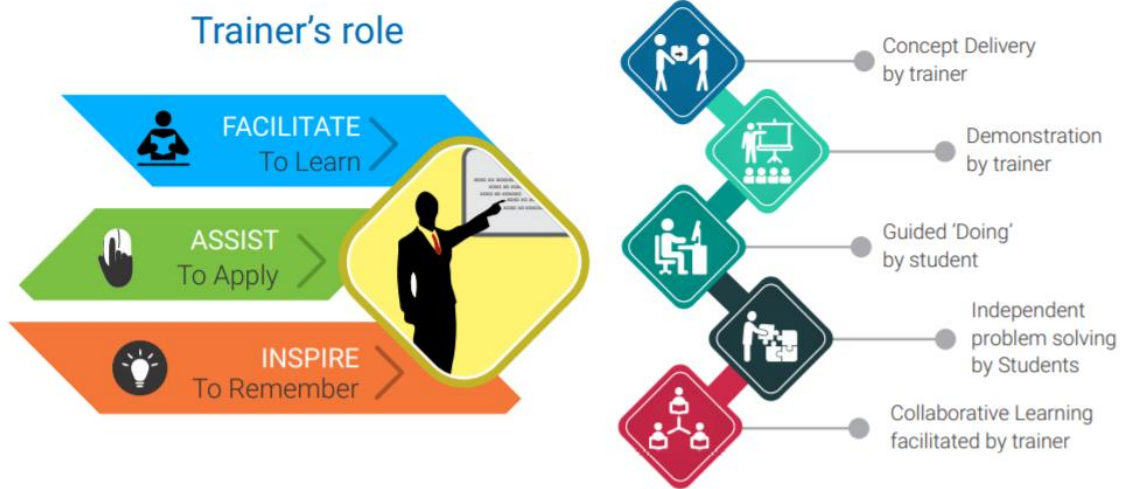 Trainer's role
FACILITATE
To Learn
ASSIST
To Apply
INSPIRE
To Remember
Concept Delivery
by trainer
Demonstration
by trainer
Guided ‘Doing’
by student
Independent
problem solving
by Students
Collaborative Learning
facilitated by trainer